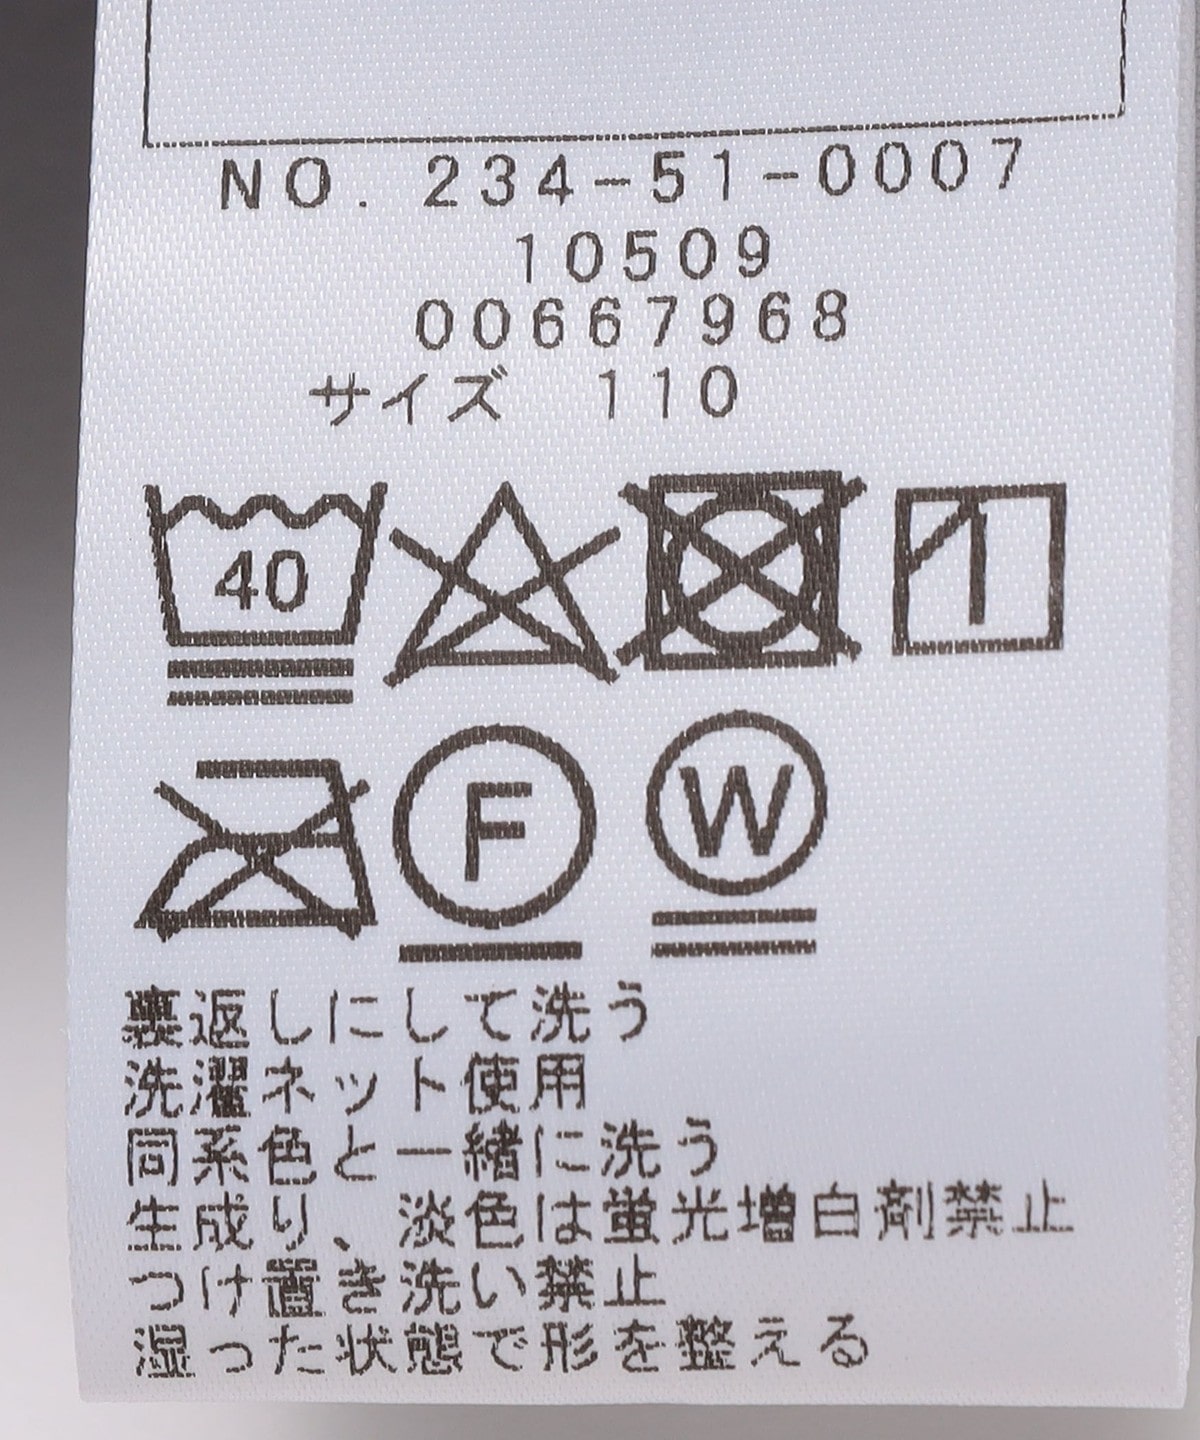 NO. 234-51-0007
10509
00667968
サイズ 110
40
F
W
裏返しにして洗う
洗濯ネット使用
同系色と一緒に洗う
生成り、淡色は蛍光増白剤禁止
つけ置き洗い禁止
湿った状態で形を整える